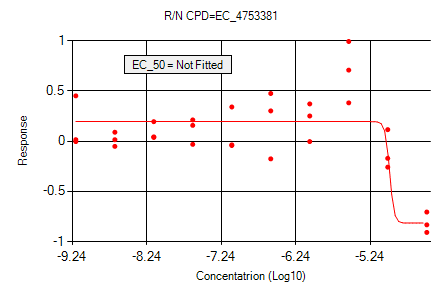 R/N CPD=EC_4753381
EC_50 = Not Fitted
Response
1
0.5
0
-0.5
-1
-9.24 -8.24 -7.24 -6.24 -5.24
Concentatrion (Log10)